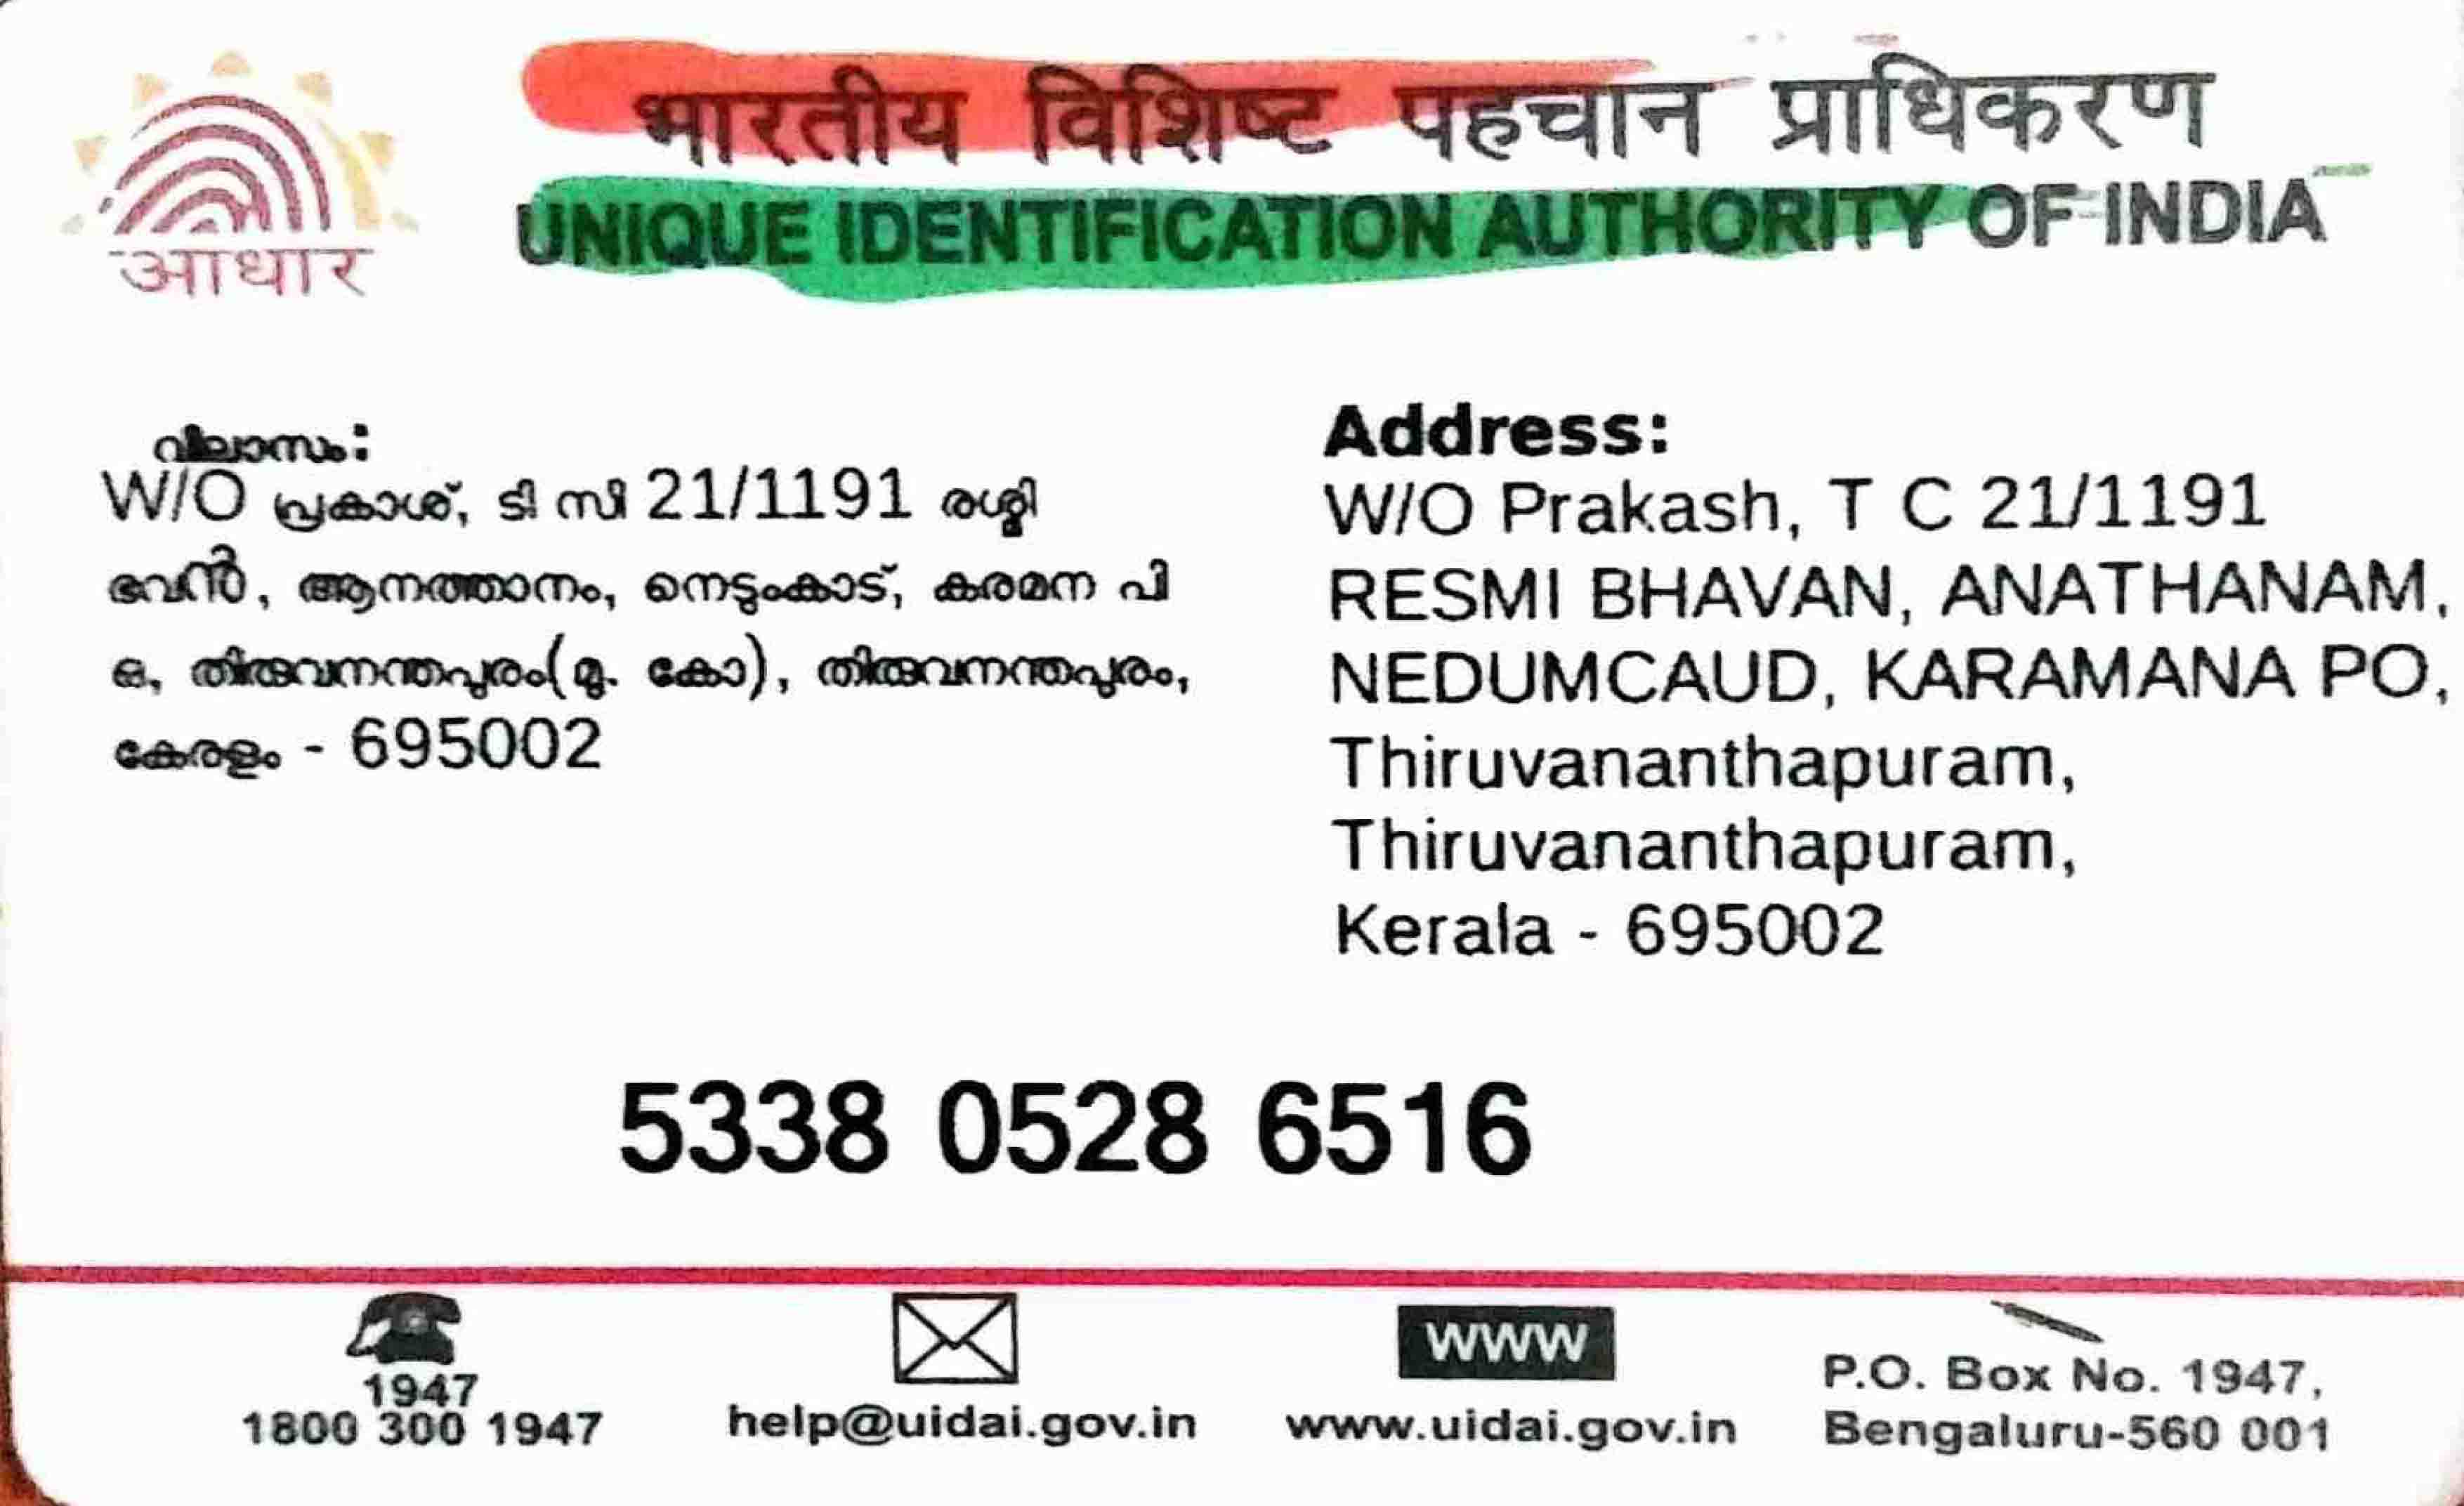 आधार
भारतीय विशिष्ट पहचान प्राधिकरण
UNIQUE IDENTIFICATION AUTHORITY OF INDIA
വിലാസം:
W/O പ്രകാശ്, ടി സി 21/1191 രശ്മി
ഭവൻ, ആനത്താനം, നെടുംകാട്, കരമന പി
ഒ, തിരുവനന്തപുരം(മു. കോ), തിരുവനന്തപുരം,
കേരളം - 695002
Address:
W/O Prakash, T C 21/1191
RESMI BHAVAN, ANATHANAM,
NEDUMCAUD, KARAMANA PO,
Thiruvananthapuram,
Thiruvananthapuram,
Kerala - 695002
5338 0528 6516
1947
1800 300 1947
help@uidai.gov.in
www
www.uidai.gov.in
P.O. Box No. 1947,
Bengaluru-560 001